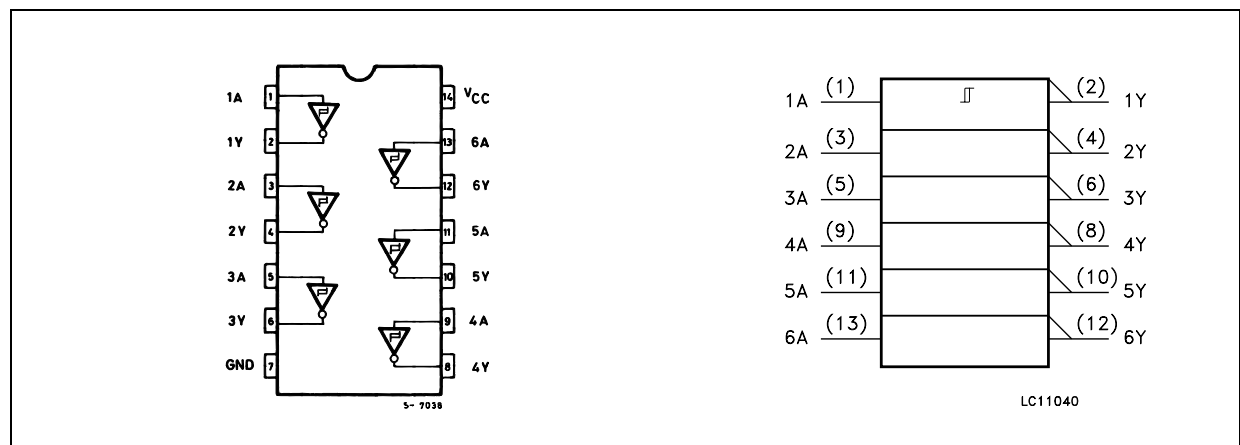 1A 1 14 VCC
1Y 2 13 6A
2A 3 12 6Y
2Y 4 11 5A
3A 5 10 5Y
3Y 6 9 4A
GND 7 8 4Y
S- 7038
1A (1) (2) 1Y
2A (3) (4) 2Y
3A (5) (6) 3Y
4A (9) (8) 4Y
5A (11) (10) 5Y
6A (13) (12) 6Y
LC11040